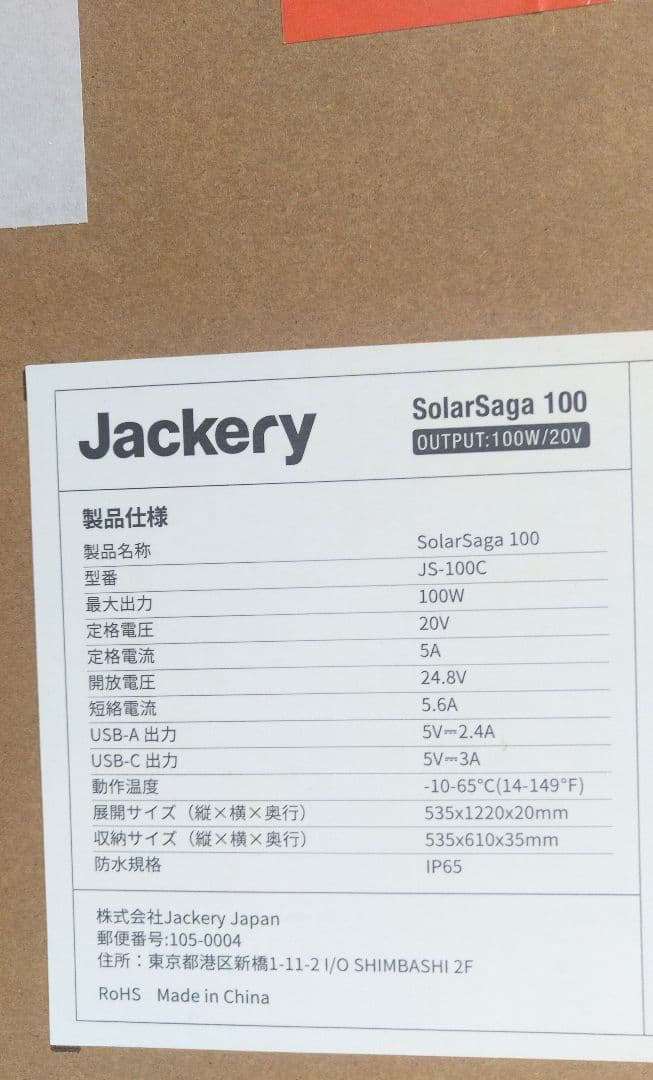 Jackery
SolarSaga 100
OUTPUT:100W/20V
製品仕様
製品名称 SolarSaga 100
型番 JS-100C
最大出力 100W
定格電圧 20V
定格電流 5A
開放電圧 24.8V
短絡電流 5.6A
USB-A 出力 5V⎓2.4A
USB-C 出力 5V⎓3A
動作温度 -10-65°C(14-149°F)
展開サイズ（縦×横×奥行） 535x1220x20mm
収納サイズ（縦×横×奥行） 535x610x35mm
防水規格 IP65
株式会社Jackery Japan
郵便番号:105-0004
住所：東京都港区新橋1-11-2 I/O SHIMBASHI 2F
RoHS Made in China